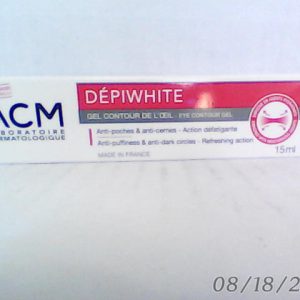 ACM
LABORATOIRE
DERMATOLOGIQUE
DÉPIWHITE
GEL CONTOUR DE L'ŒIL - EYE CONTOUR GEL
Anti-poches & anti-cernes - Action défatigante
Anti-puffiness & anti-dark circles - Refreshing action
MADE IN FRANCE
15ml
08/18/2